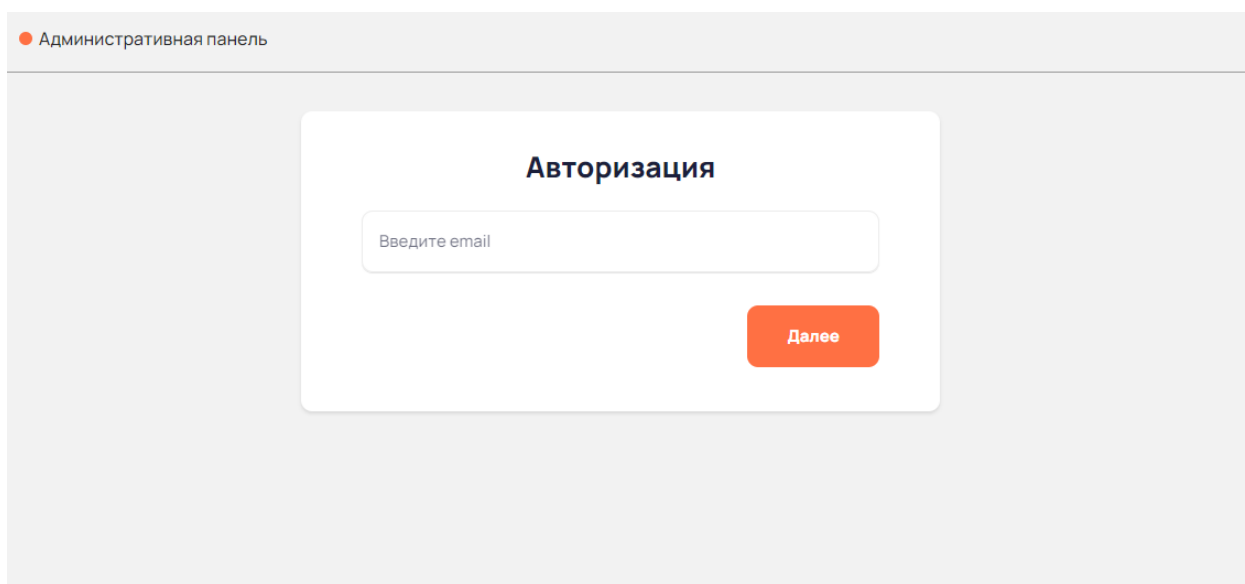 Административная панель
Авторизация
Введите email
Далее